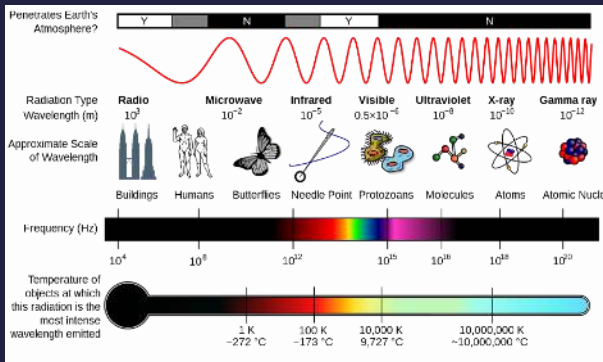 Penetrates Earth's
Atmosphere?
Y N Y N
Radiation Type Radio Microwave Infrared Visible Ultraviolet X-ray Gamma ray
Wavelength (m) 10³ 10⁻² 10⁻⁵ 0.5×10⁻⁶ 10⁻⁸ 10⁻¹⁰ 10⁻¹²
Approximate Scale
of Wavelength
Buildings Humans Butterflies Needle Point Protozoans Molecules Atoms Atomic Nucle
Frequency (Hz)
10⁴ 10⁸ 10¹² 10¹⁵ 10¹⁶ 10¹⁸ 10²⁰
Temperature of
objects at which
this radiation is the
most intense
wavelength emitted
1 K 100 K 10,000 K 10,000,000 K
−272 °C −173 °C 9,727 °C ~10,000,000 °C